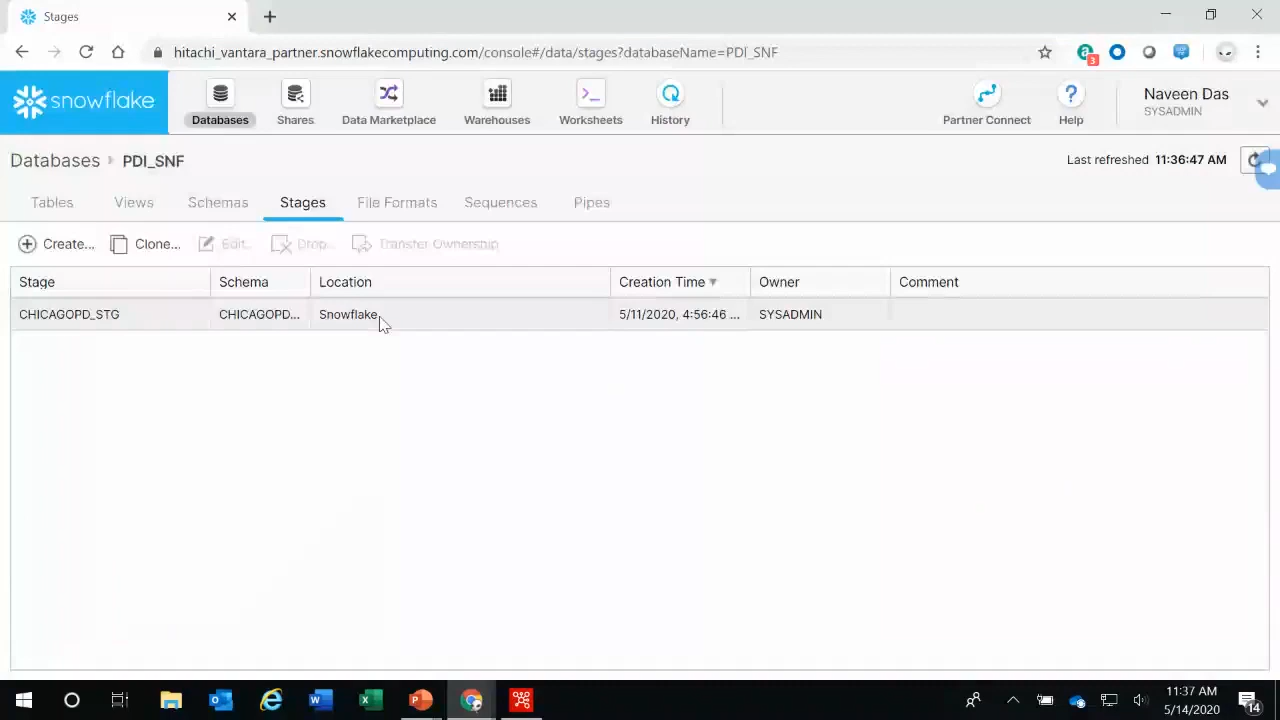 Stages
hitachi_vantara_partner.snowflakecomputing.com/console#/data/stages?databaseName=PDI_SNF
3
snowflake
Databases Shares Data Marketplace Warehouses Worksheets History Partner Connect Help
Naveen Das
SYSADMIN
Databases PDI_SNF
Last refreshed 11:36:47 AM
Tables Views Schemas Stages File Formats Sequences Pipes
Create... Clone... Edit... Drop... Transfer Ownership
Stage Schema Location Creation Time Owner Comment
CHICAGOPD_STG CHICAGOPD... Snowflake 5/11/2020, 4:56:46 ... SYSADMIN
11:37 AM
5/14/2020
14